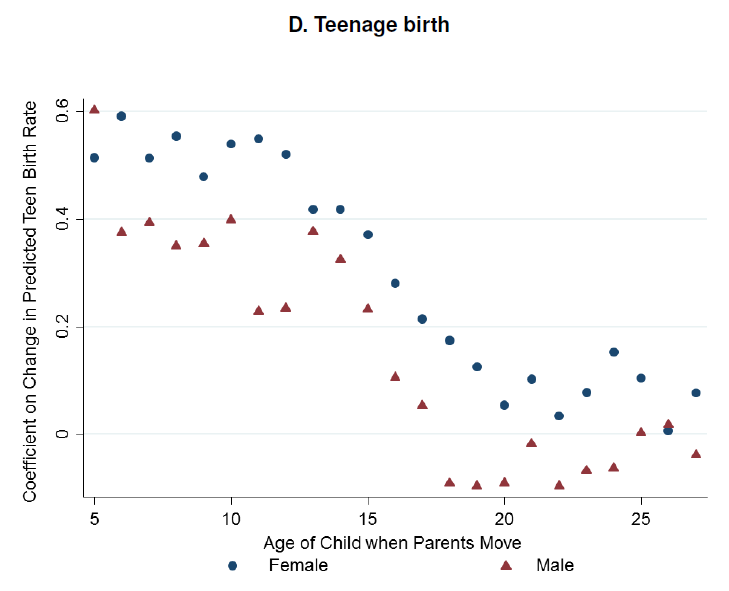 D. Teenage birth
Coefficient on Change in Predicted Teen Birth Rate
0.6
0.4
0.2
0
5 10 15 20 25
Age of Child when Parents Move
Female Male